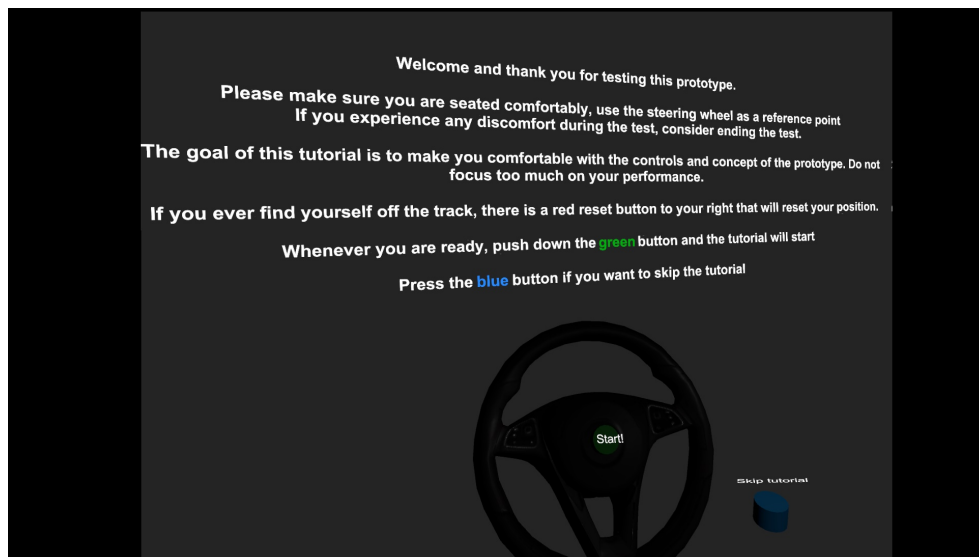 Welcome and thank you for testing this prototype.
Please make sure you are seated comfortably, use the steering wheel as a reference point
If you experience any discomfort during the test, consider ending the test.
The goal of this tutorial is to make you comfortable with the controls and concept of the prototype. Do not
focus too much on your performance.
If you ever find yourself off the track, there is a red reset button to your right that will reset your position.
Whenever you are ready, push down the green button and the tutorial will start
Press the blue button if you want to skip the tutorial
Start!
Skip tutorial